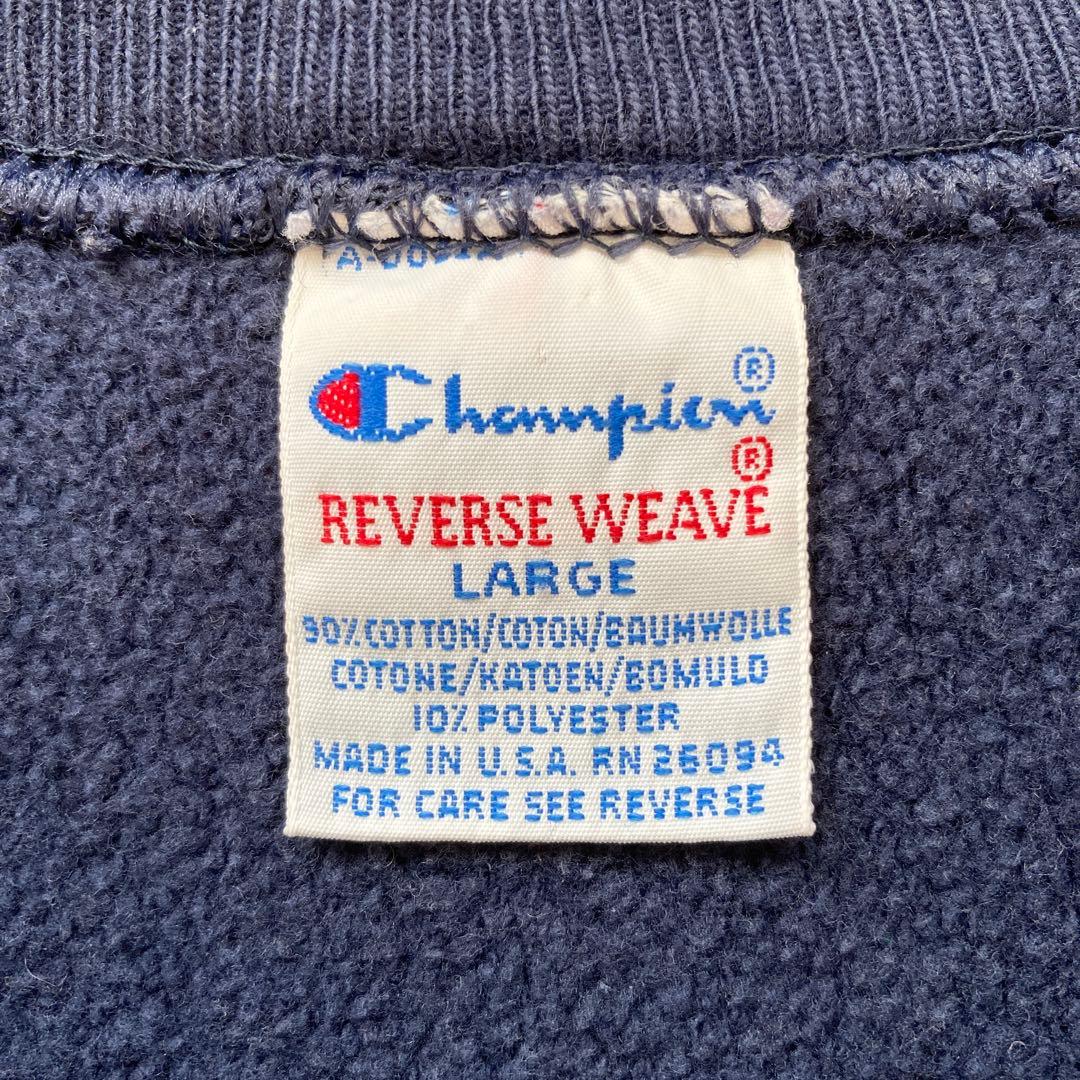 Champion®
REVERSE WEAVE®
LARGE
90% COTTON/COTON/BAUMWOLLE
COTONE/KATOEN/BOMULD
10% POLYESTER
MADE IN U.S.A. RN 26094
FOR CARE SEE REVERSE